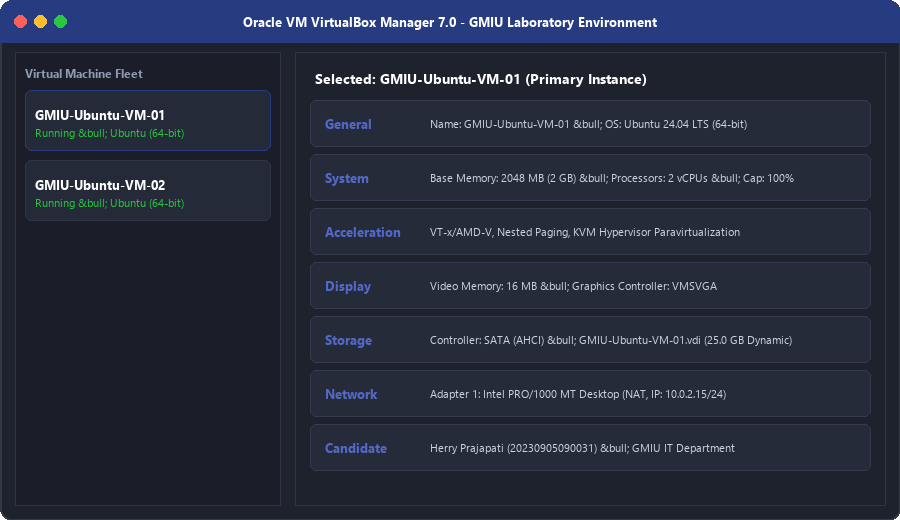 Oracle VM VirtualBox Manager 7.0 - GMIU Laboratory Environment
Virtual Machine Fleet
GMIU-Ubuntu-VM-01
Running &bull; Ubuntu (64-bit)
GMIU-Ubuntu-VM-02
Running &bull; Ubuntu (64-bit)
Selected: GMIU-Ubuntu-VM-01 (Primary Instance)
General Name: GMIU-Ubuntu-VM-01 &bull; OS: Ubuntu 24.04 LTS (64-bit)
System Base Memory: 2048 MB (2 GB) &bull; Processors: 2 vCPUs &bull; Cap: 100%
Acceleration VT-x/AMD-V, Nested Paging, KVM Hypervisor Paravirtualization
Display Video Memory: 16 MB &bull; Graphics Controller: VMSVGA
Storage Controller: SATA (AHCI) &bull; GMIU-Ubuntu-VM-01.vdi (25.0 GB Dynamic)
Network Adapter 1: Intel PRO/1000 MT Desktop (NAT, IP: 10.0.2.15/24)
Candidate Herry Prajapati (20230905090031) &bull; GMIU IT Department